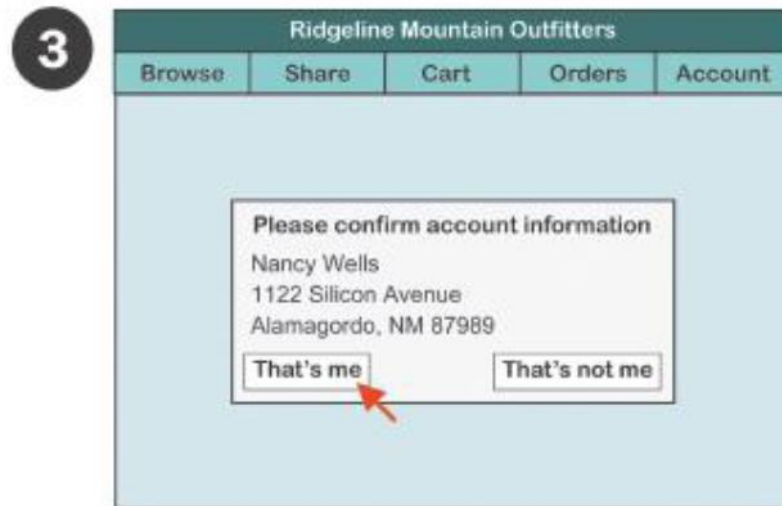 3
Ridgeline Mountain Outfitters
Browse Share Cart Orders Account
Please confirm account information
Nancy Wells
1122 Silicon Avenue
Alamagordo, NM 87989
That's me That's not me